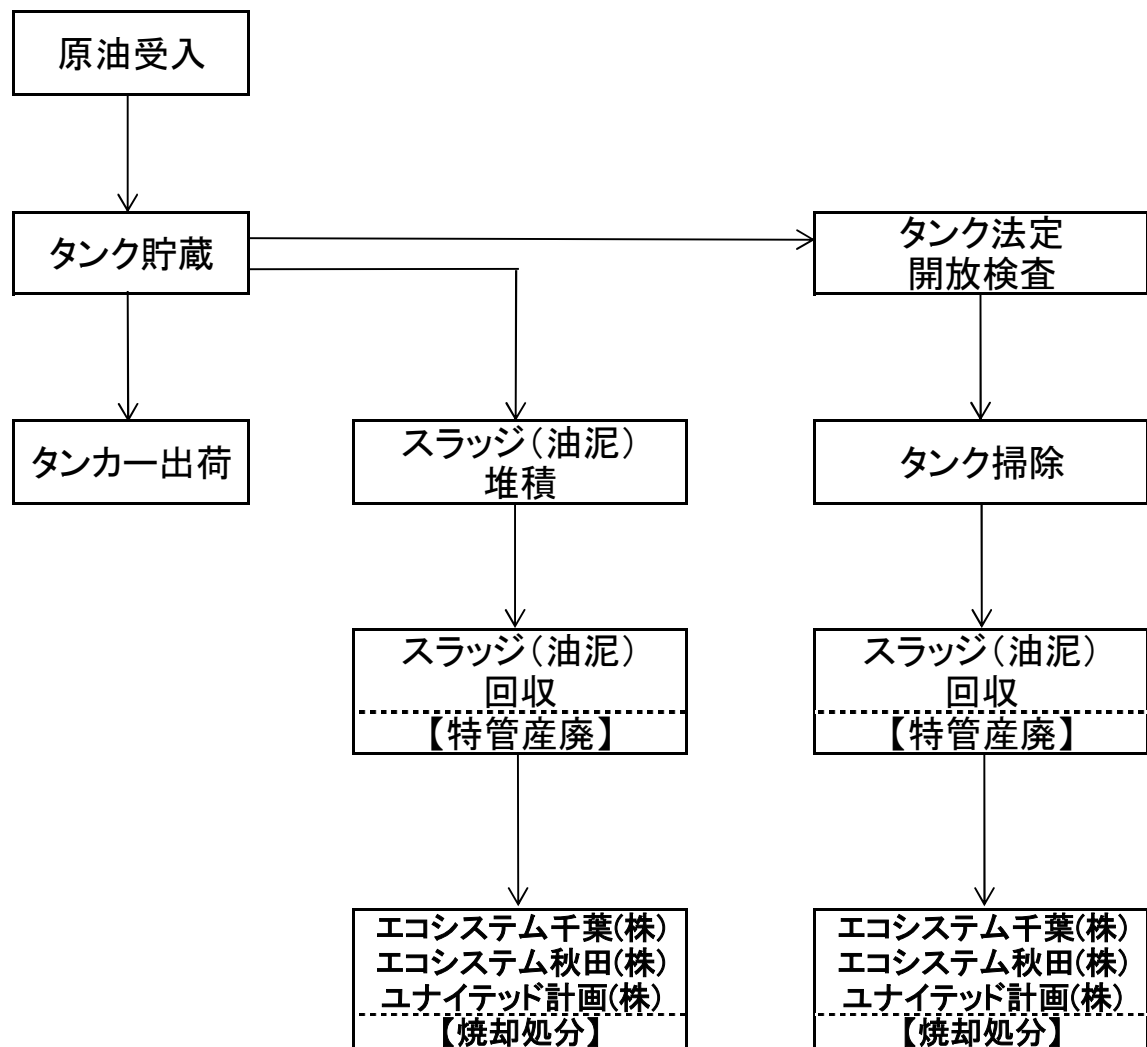 原油受入
タンク貯蔵
タンク法定
開放検査
タンカー出荷
スラッジ(油泥)
堆積
タンク掃除
スラッジ(油泥)
回収
【特管産廃】
スラッジ(油泥)
回収
【特管産廃】
エコシステム千葉(株)
エコシステム秋田(株)
ユナイテッド計画(株)
【焼却処分】
エコシステム千葉(株)
エコシステム秋田(株)
ユナイテッド計画(株)
【焼却処分】